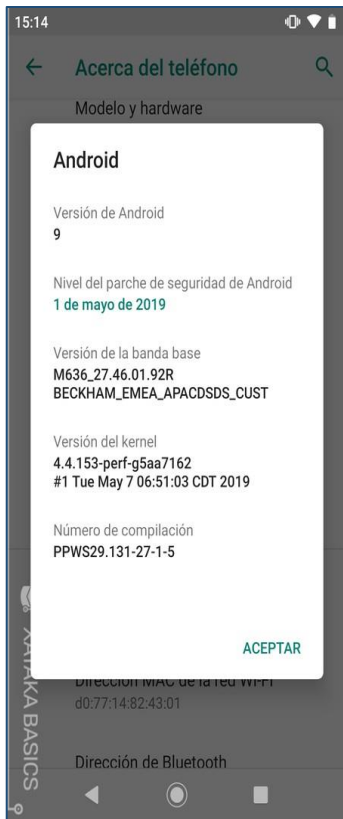 15:14
Acerca del teléfono
Modelo y hardware
Android
Versión de Android
9
Nivel del parche de seguridad de Android
1 de mayo de 2019
Versión de la banda base
M636_27.46.01.92R
BECKHAM_EMEA_APACDSDS_CUST
Versión del kernel
4.4.153-perf-g5aa7162
#1 Tue May 7 06:51:03 CDT 2019
Número de compilación
PPWS29.131-27-1-5
ACEPTAR
Dirección MAC de la red Wi-Fi
d0:77:14:82:43:01
Dirección de Bluetooth
XATAKA BASICS